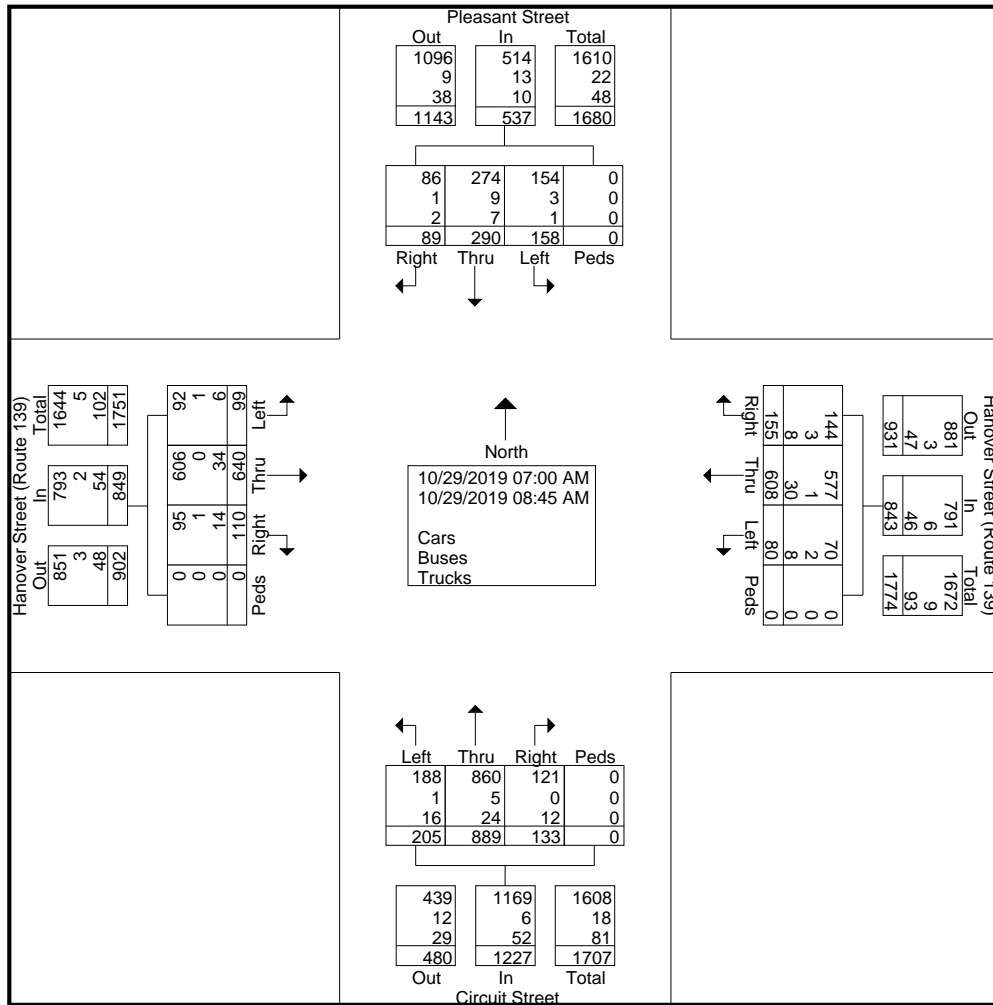 Pleasant Street
Out In Total
1096 514 1610
9 13 22
38 10 48
1143 537 1680
86 274 154 0
1 9 3 0
2 7 1 0
89 290 158 0
Right Thru Left Peds
Hanover Street (Route 139)
Total In Out
1644 793 851
5 2 3
102 54 48
1751 849 902
92 606 95 0
1 0 1 0
6 34 14 0
99 640 110 0
Left Thru Right Peds
North
10/29/2019 07:00 AM
10/29/2019 08:45 AM
Cars
Buses
Trucks
Right Thru Left Peds
144 577 70 0
3 1 2 0
8 30 8 0
155 608 80 0
Hanover Street (Route 139)
Out In Total
881 791 1672
3 6 9
47 46 93
931 843 1774
Left Thru Right Peds
188 860 121 0
1 5 0 0
16 24 12 0
205 889 133 0
439 1169 1608
12 6 18
29 52 81
480 1227 1707
Out In Total
Circuit Street